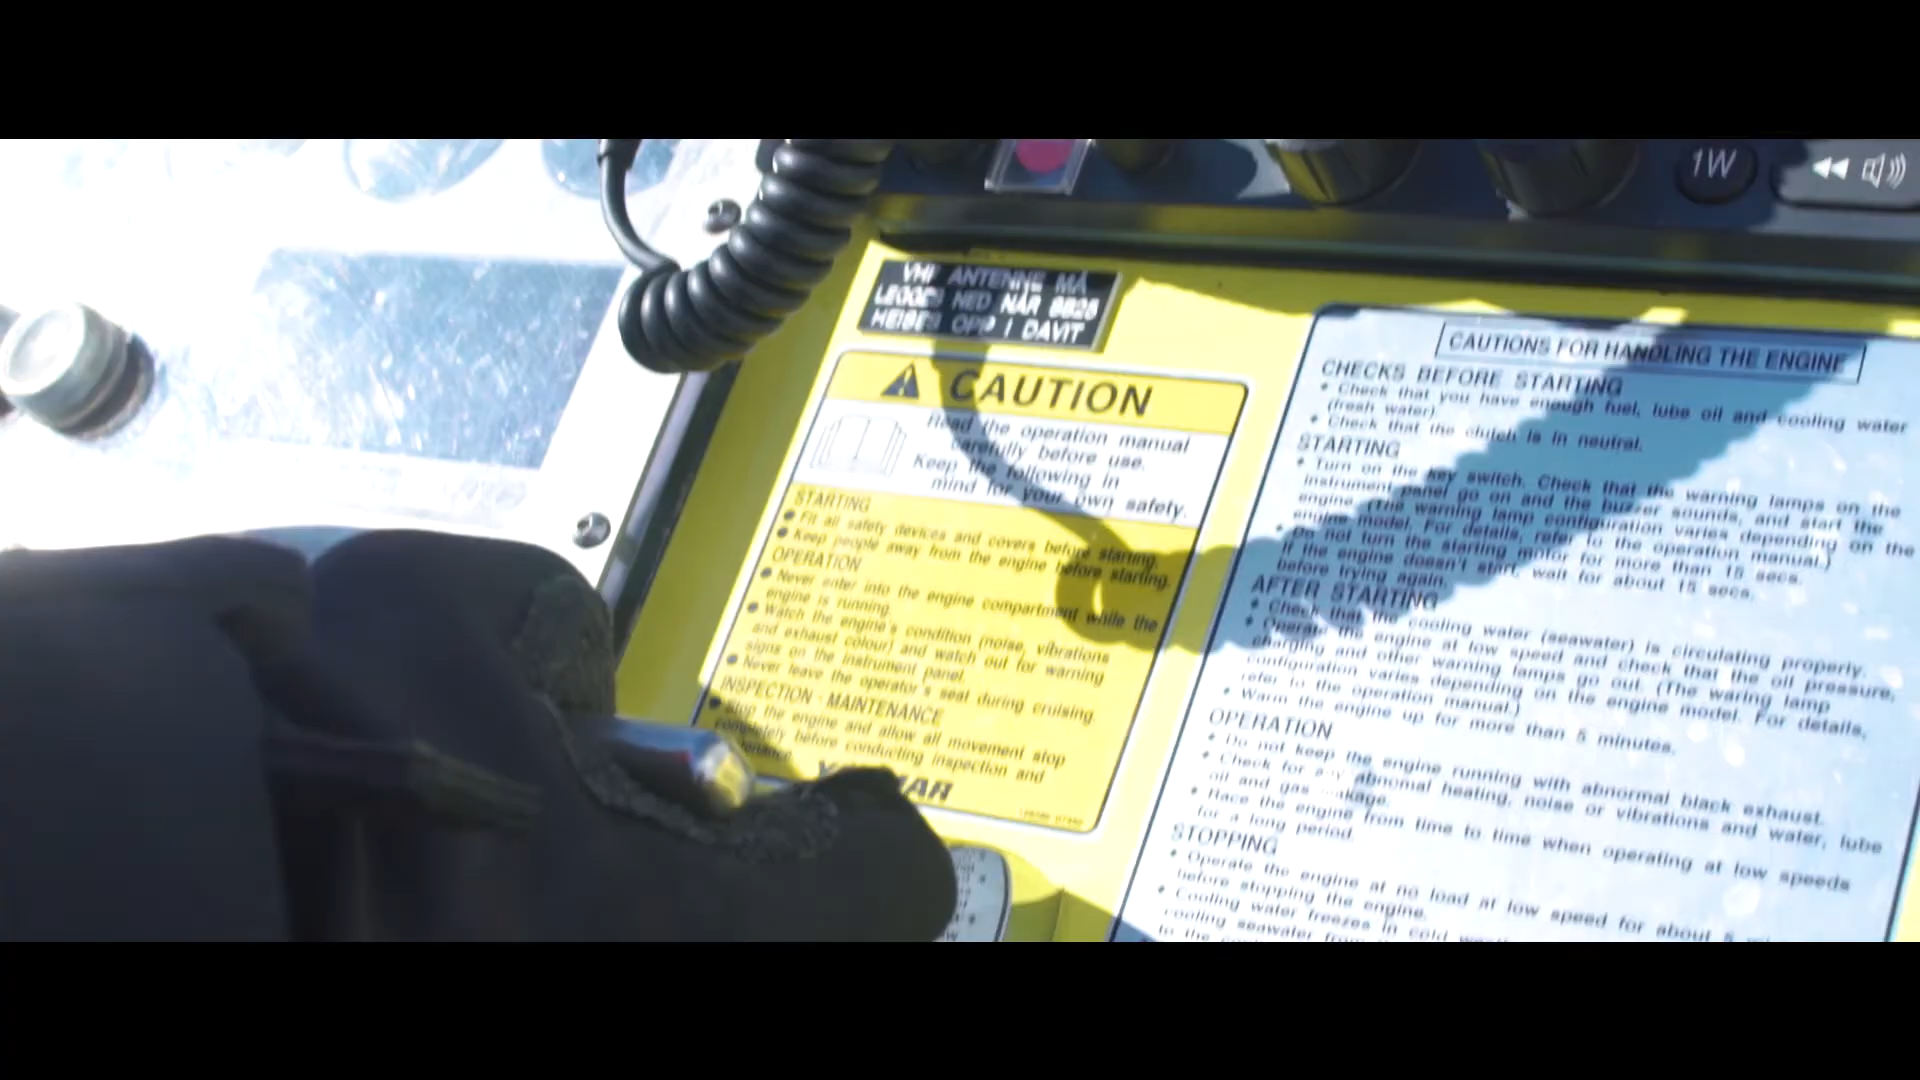 1W
VHF ANTENNE MÅ
LEGGES NED NÅR
HEISES OPP I DAVIT
CAUTION
Read the operation manual
carefully before use.
Keep the following in
mind for your own safety.
STARTING
● Fit all safety devices and covers before starting.
● Keep people away from the engine before starting.
OPERATION
● Never enter into the engine compartment while the
engine is running.
● Watch the engine's condition (noise, vibrations
and exhaust colour) and watch out for warning
signs on the instrument panel.
● Never leave the operator's seat during cruising.
INSPECTION · MAINTENANCE
● Stop the engine and allow all movement stop
completely before conducting inspection and
CAUTIONS FOR HANDLING THE ENGINE
CHECKS BEFORE STARTING
• Check that you have enough fuel, lube oil and cooling water
(fresh water).
• Check that the clutch is in neutral.
STARTING
• Turn on the key switch. Check that the warning lamps on the
instrument panel go on and the buzzer sounds, and start the
engine. (The warning lamp configuration varies depending on the
engine model. For details, refer to the operation manual.)
• Do not turn the starting motor for more than 15 secs.
If the engine doesn't start, wait for about 15 secs.
before trying again.
AFTER STARTING
• Check that the cooling water (seawater) is circulating properly.
• Operate the engine at low speed and check that the oil pressure,
charging and other warning lamps go out. (The waring lamp
configuration varies depending on the engine model. For details,
refer to the operation manual.)
• Warm the engine up for more than 5 minutes.
OPERATION
• Do not keep the engine running with abnormal black exhaust.
• Check for any abnormal heating, noise or vibrations and water, lube
oil and gas leakage.
• Race the engine from time to time when operating at low speeds
for a long period.
STOPPING
• Operate the engine at no load at low speed for about 5
before stopping the engine.
• Cooling water freezes in cold
cooling seawater from
to the